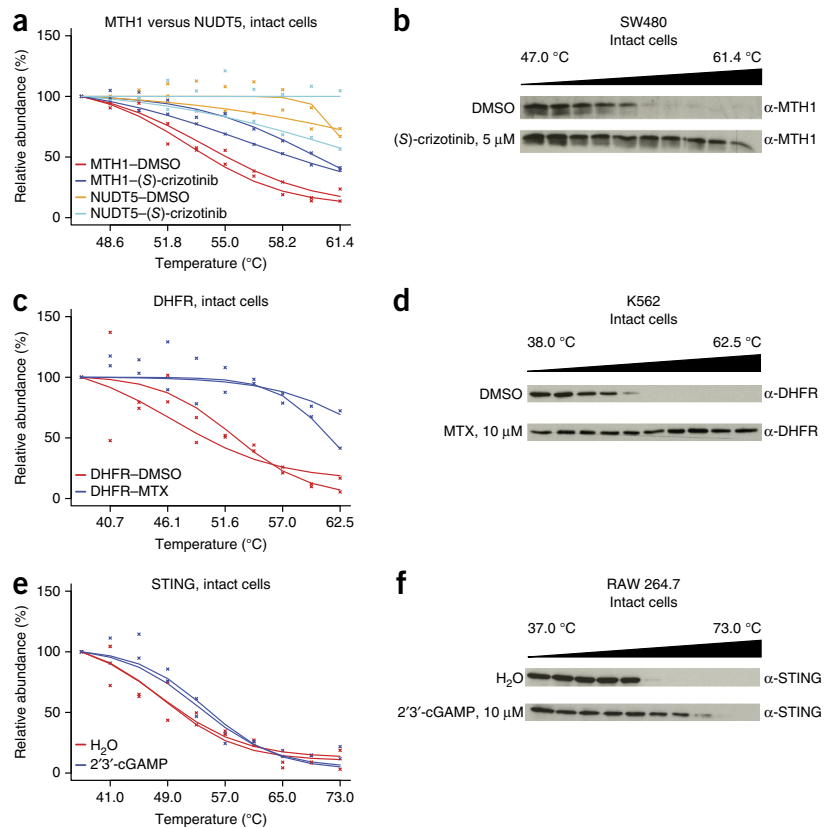 a
MTH1 versus NUDT5, intact cells
Relative abundance (%)
150
100
50
0
MTH1–DMSO
MTH1–(S)-crizotinib
NUDT5–DMSO
NUDT5–(S)-crizotinib
48.6 51.8 55.0 58.2 61.4
Temperature (°C)
b
SW480
Intact cells
47.0 °C 61.4 °C
DMSO α-MTH1
(S)-crizotinib, 5 μM α-MTH1
c
DHFR, intact cells
Relative abundance (%)
150
100
50
0
DHFR–DMSO
DHFR–MTX
40.7 46.1 51.6 57.0 62.5
Temperature (°C)
d
K562
Intact cells
38.0 °C 62.5 °C
DMSO α-DHFR
MTX, 10 μM α-DHFR
e
STING, intact cells
Relative abundance (%)
150
100
50
0
H₂O
2′3′-cGAMP
41.0 49.0 57.0 65.0 73.0
Temperature (°C)
f
RAW 264.7
Intact cells
37.0 °C 73.0 °C
H₂O α-STING
2′3′-cGAMP, 10 μM α-STING